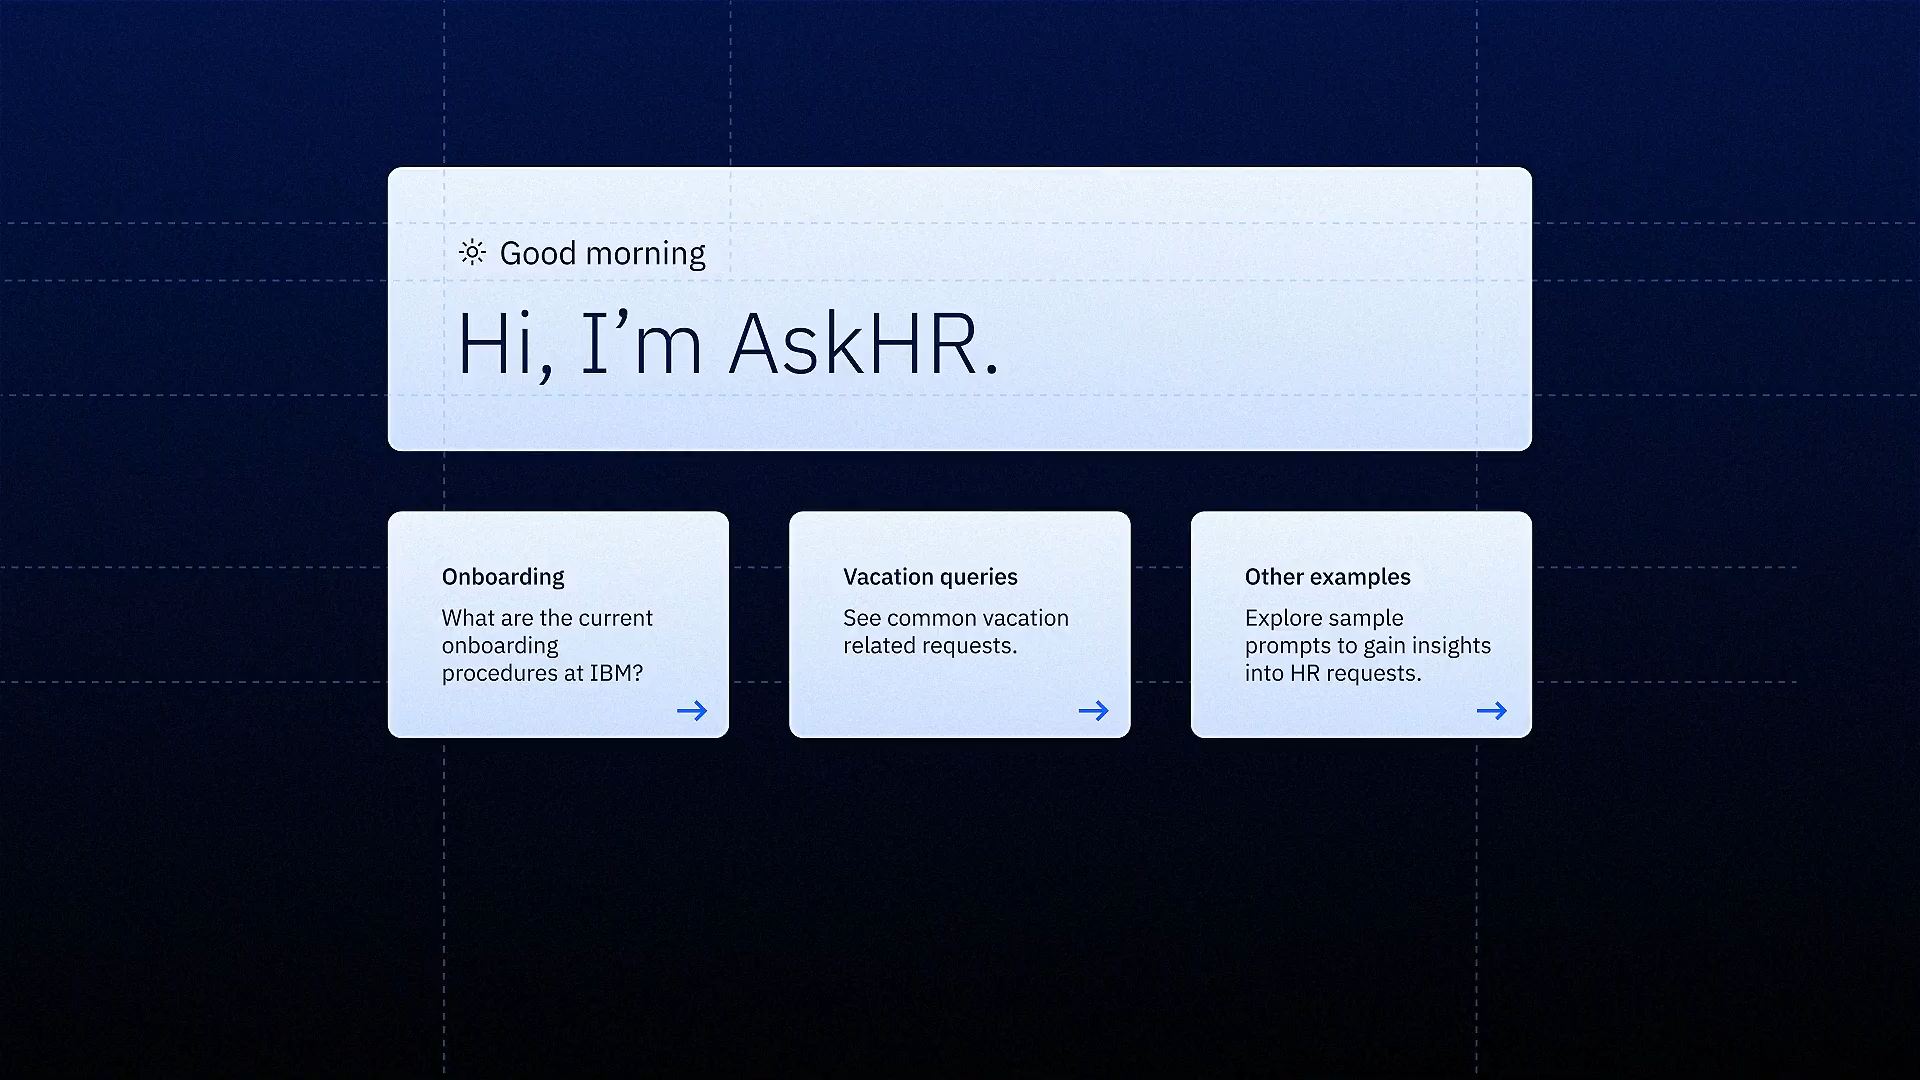 Good morning
Hi, I’m AskHR.
Onboarding
What are the current
onboarding
procedures at IBM?
Vacation queries
See common vacation
related requests.
Other examples
Explore sample
prompts to gain insights
into HR requests.